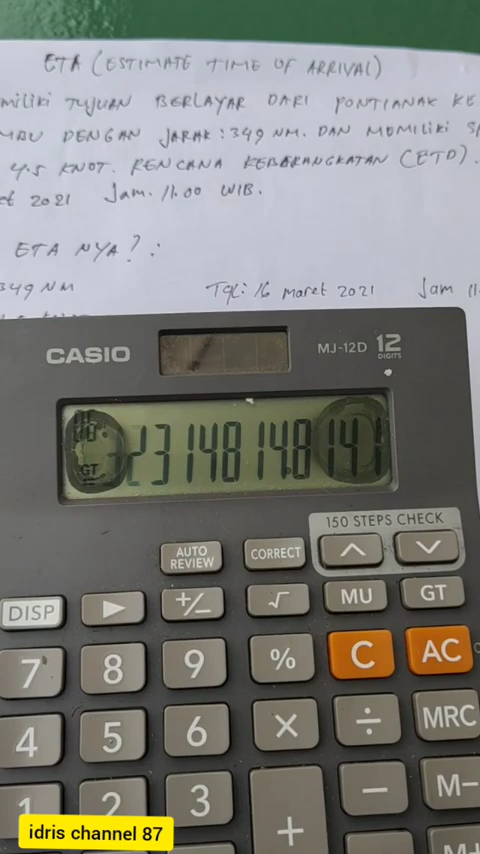 ETA (ESTIMATE TIME OF ARRIVAL)
MILIKI TUJUAN BERLAYAR DARI PONTIANAK KE
DENGAN JARAK : 349 NM. DAN MEMILIKI
4.5 KNOT. RENCANA KEBERANGKATAN (ETD).
2021 Jam. 11.00 WIB.
ETA NYA? :
349 NM Tgl: 16 maret 2021 Jam
CASIO
MJ-12D 12 DIGITS
GT
150 STEPS CHECK
AUTO REVIEW CORRECT
DISP ▶ +/− √ MU GT
7 8 9 % C AC
4 5 6 × ÷ MRC
1 2 3 + − M−
idris channel 87